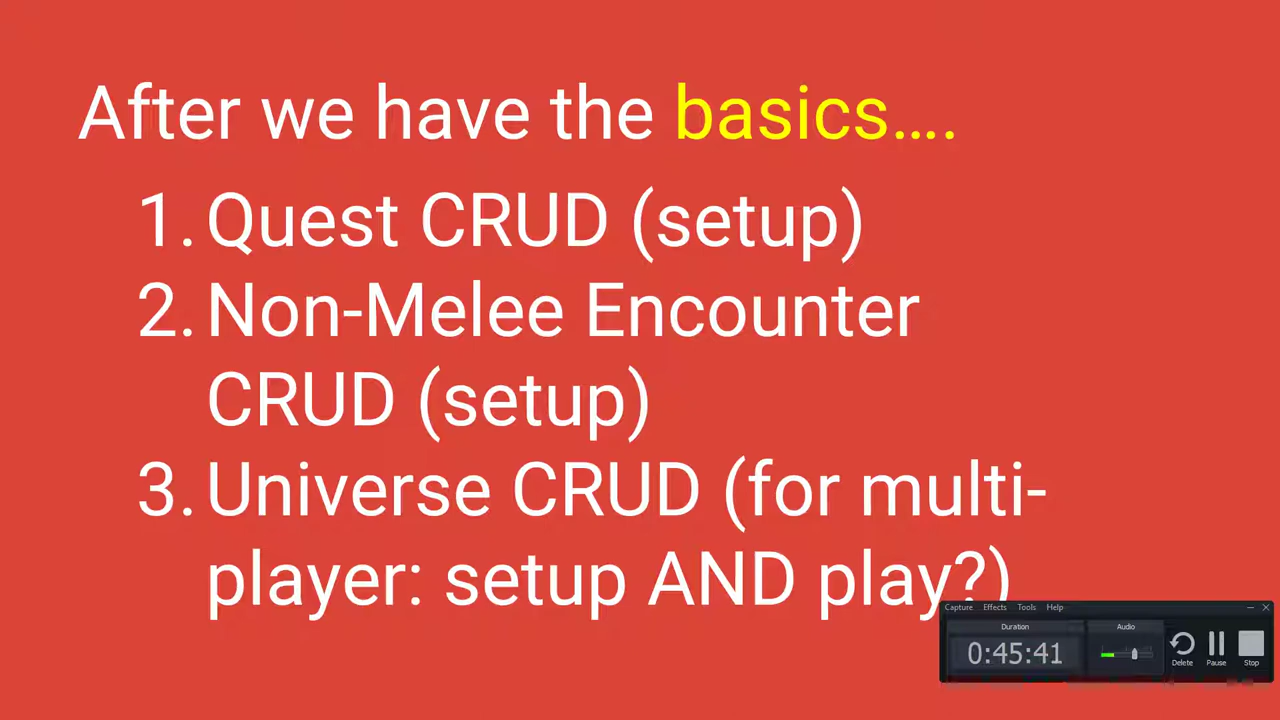 After we have the basics....
1. Quest CRUD (setup)
2. Non-Melee Encounter
CRUD (setup)
3. Universe CRUD (for multi-
player: setup AND play?)
Capture Effects Tools Help
Duration Audio
0:45:41
Delete Pause Stop